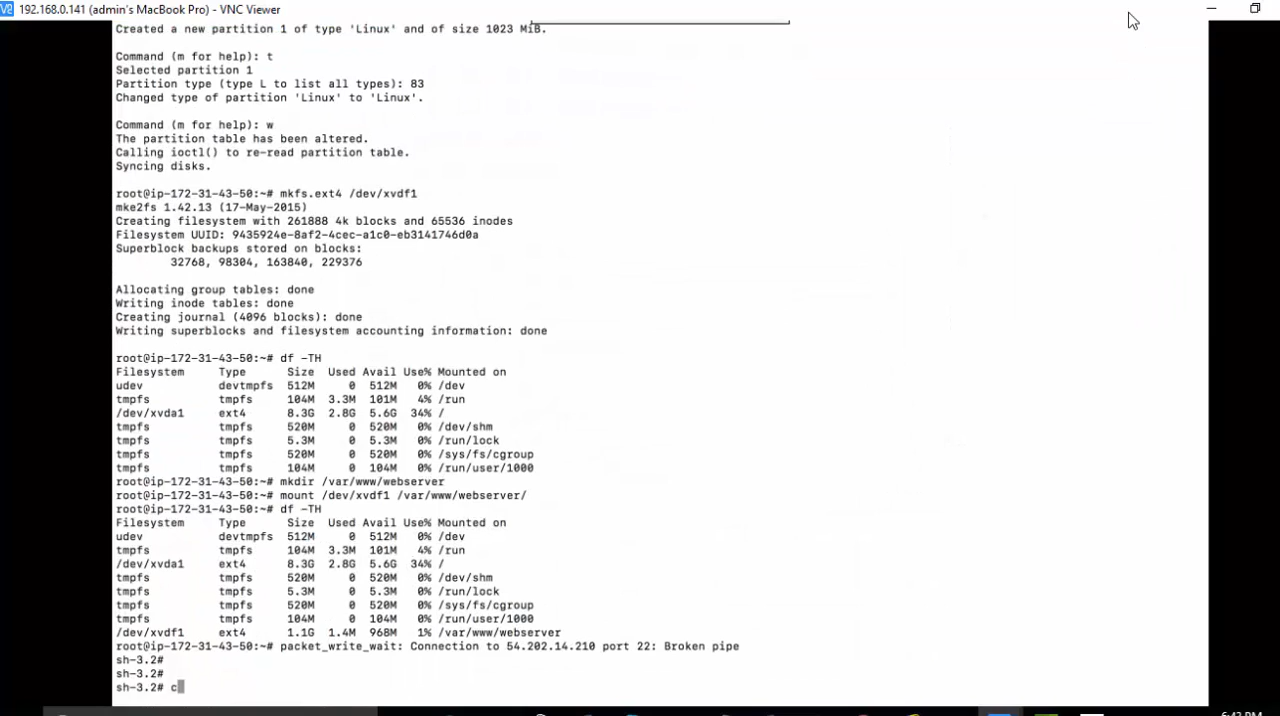 192.168.0.141 (admin's MacBook Pro) - VNC Viewer
Created a new partition 1 of type 'Linux' and of size 1023 MiB.
Command (m for help): t
Selected partition 1
Partition type (type L to list all types): 83
Changed type of partition 'Linux' to 'Linux'.
Command (m for help): w
The partition table has been altered.
Calling ioctl() to re-read partition table.
Syncing disks.
root@ip-172-31-43-50:~# mkfs.ext4 /dev/xvdf1
mke2fs 1.42.13 (17-May-2015)
Creating filesystem with 261888 4k blocks and 65536 inodes
Filesystem UUID: 9435924e-8af2-4cec-a1c0-eb3141746d0a
Superblock backups stored on blocks:
32768, 98304, 163840, 229376
Allocating group tables: done
Writing inode tables: done
Creating journal (4096 blocks): done
Writing superblocks and filesystem accounting information: done
root@ip-172-31-43-50:~# df -TH
Filesystem Type Size Used Avail Use% Mounted on
udev devtmpfs 512M 0 512M 0% /dev
tmpfs tmpfs 104M 3.3M 101M 4% /run
/dev/xvda1 ext4 8.3G 2.8G 5.6G 34% /
tmpfs tmpfs 520M 0 520M 0% /dev/shm
tmpfs tmpfs 5.3M 0 5.3M 0% /run/lock
tmpfs tmpfs 520M 0 520M 0% /sys/fs/cgroup
tmpfs tmpfs 104M 0 104M 0% /run/user/1000
root@ip-172-31-43-50:~# mkdir /var/www/webserver
root@ip-172-31-43-50:~# mount /dev/xvdf1 /var/www/webserver/
root@ip-172-31-43-50:~# df -TH
Filesystem Type Size Used Avail Use% Mounted on
udev devtmpfs 512M 0 512M 0% /dev
tmpfs tmpfs 104M 3.3M 101M 4% /run
/dev/xvda1 ext4 8.3G 2.8G 5.6G 34% /
tmpfs tmpfs 520M 0 520M 0% /dev/shm
tmpfs tmpfs 5.3M 0 5.3M 0% /run/lock
tmpfs tmpfs 520M 0 520M 0% /sys/fs/cgroup
tmpfs tmpfs 104M 0 104M 0% /run/user/1000
/dev/xvdf1 ext4 1.1G 1.4M 968M 1% /var/www/webserver
root@ip-172-31-43-50:~# packet_write_wait: Connection to 54.202.14.210 port 22: Broken pipe
sh-3.2#
sh-3.2#
sh-3.2# c